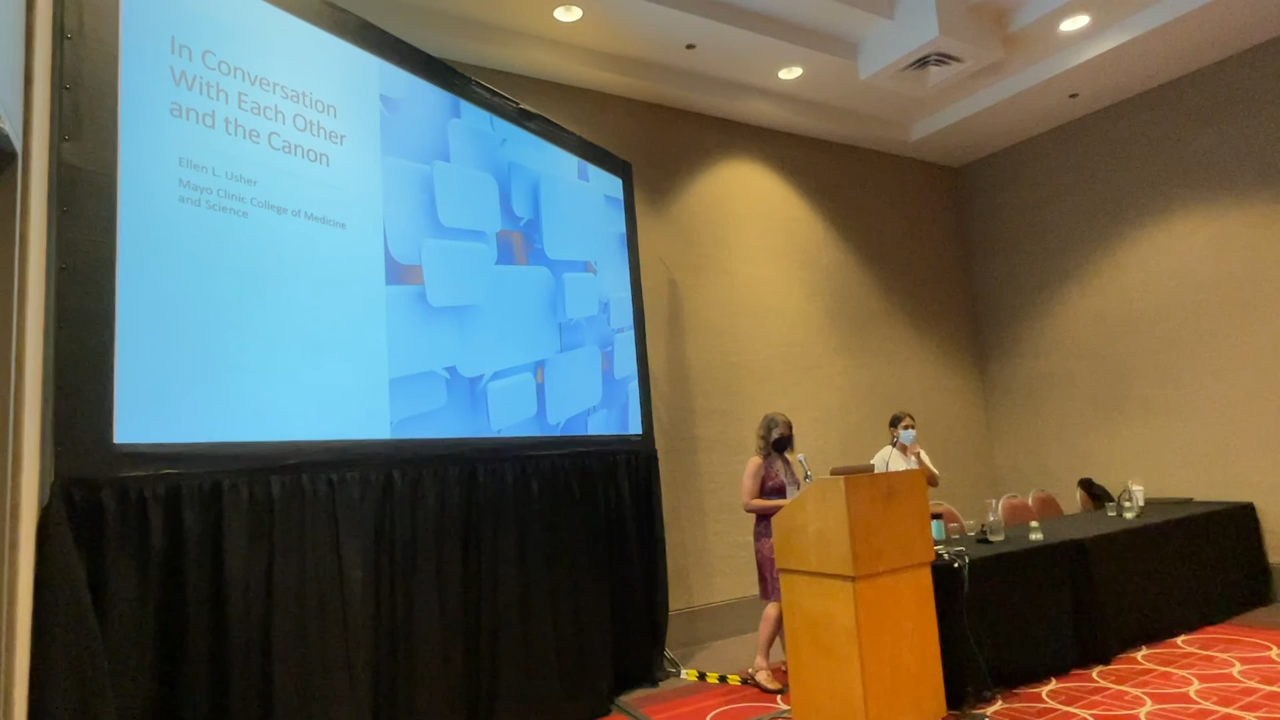 In Conversation
With Each Other
and the Canon
Ellen L. Usher
Mayo Clinic College of Medicine
and Science